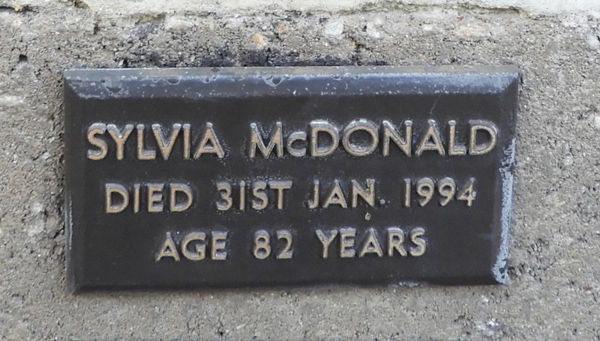 SYLVIA McDONALD
DIED 31ST JAN. 1994
AGE 82 YEARS